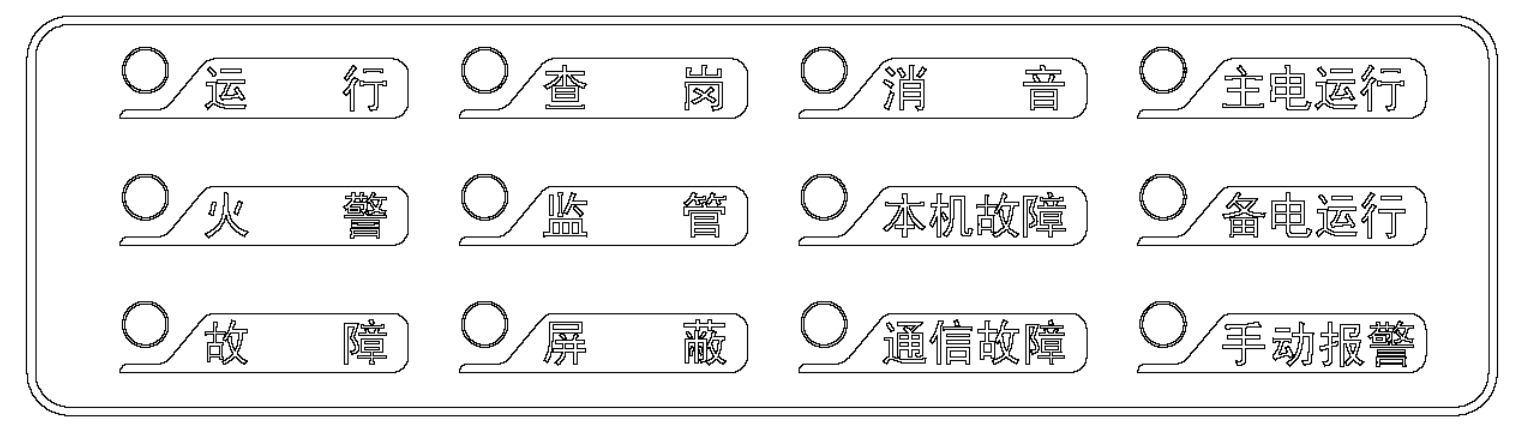 运行 查岗 消音 主电运行
火警 监管 本机故障 备电运行
故障 屏蔽 通信故障 手动报警